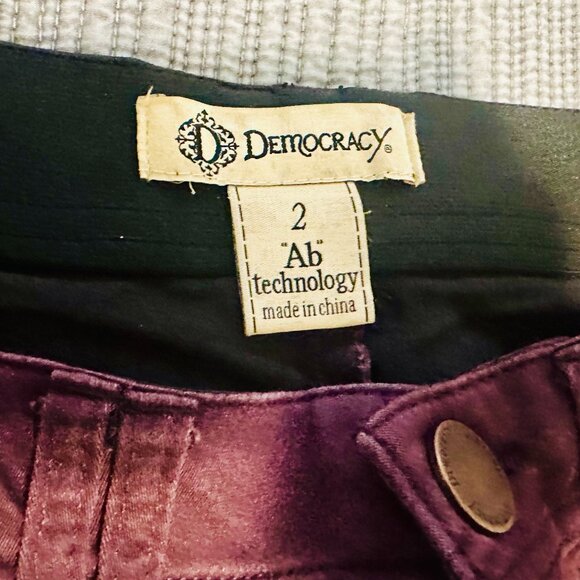 D DEMOCRACY®
2
"Ab"
technology
made in china